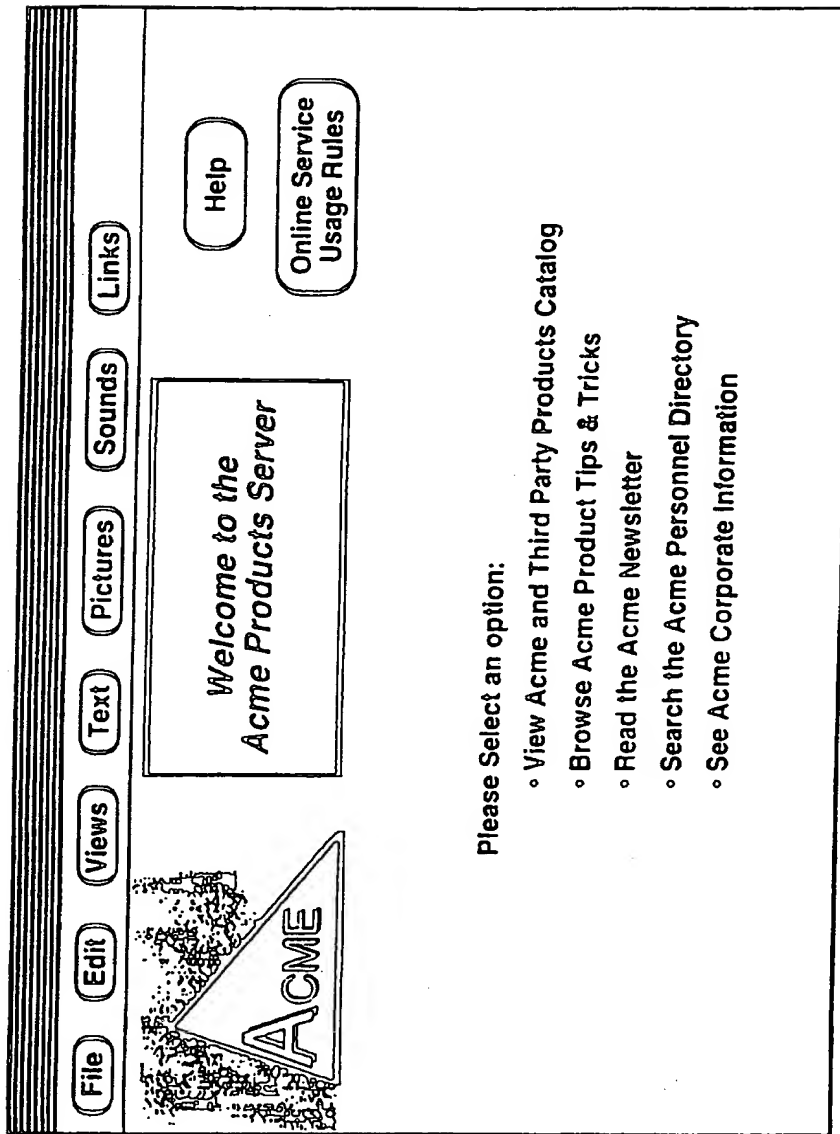 File Edit Views Text Pictures Sounds Links
ACME
Welcome to the
Acme Products Server
Help
Online Service
Usage Rules
Please Select an option:
◦ View Acme and Third Party Products Catalog
◦ Browse Acme Product Tips & Tricks
◦ Read the Acme Newsletter
◦ Search the Acme Personnel Directory
◦ See Acme Corporate Information